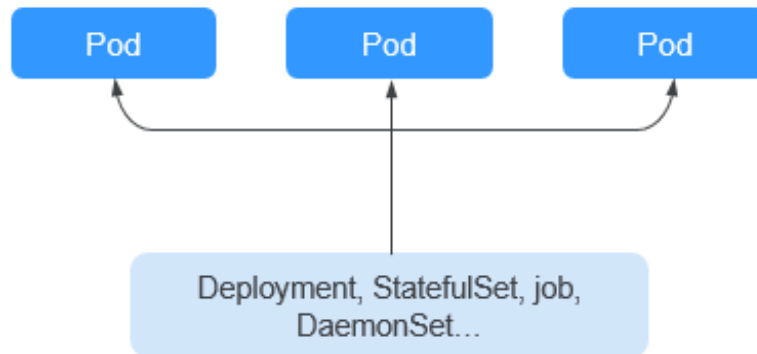 Pod
Pod
Pod
Deployment, StatefulSet, job,
DaemonSet...